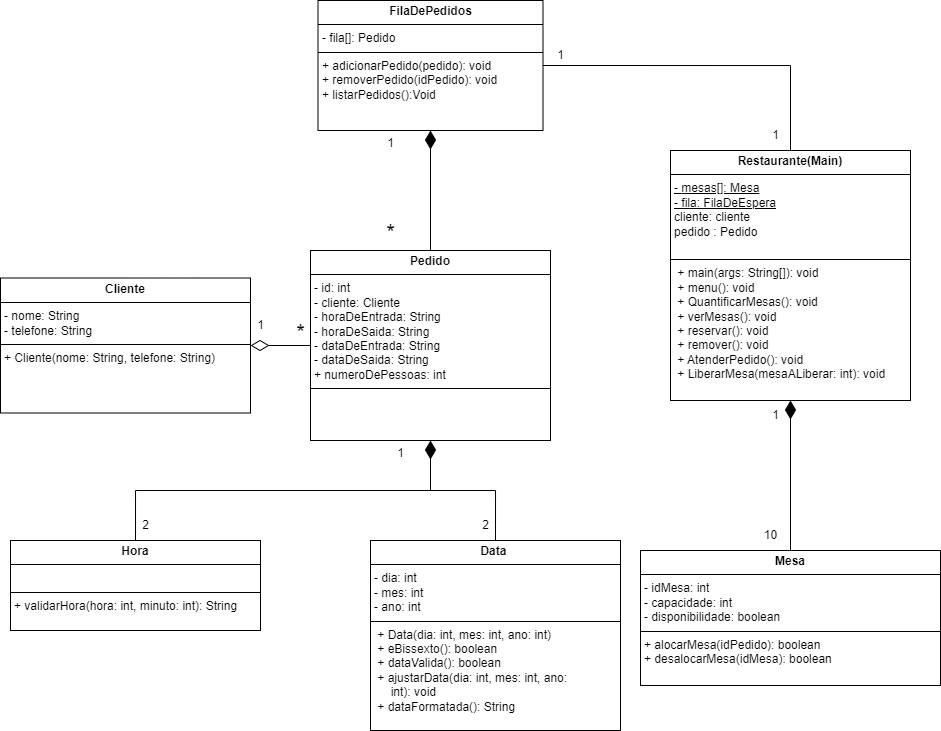 FilaDePedidos
- fila[]: Pedido
+ adicionarPedido(pedido): void
+ removerPedido(idPedido): void
+ listarPedidos():Void
1
1
1
*
Restaurante(Main)
- mesas[]: Mesa
- fila: FilaDeEspera
cliente: cliente
pedido : Pedido
+ main(args: String[]): void
+ menu(): void
+ QuantificarMesas(): void
+ verMesas(): void
+ reservar(): void
+ remover(): void
+ AtenderPedido(): void
+ LiberarMesa(mesaALiberar: int): void
Pedido
- id: int
- cliente: Cliente
- horaDeEntrada: String
- horaDeSaida: String
- dataDeEntrada: String
- dataDeSaida: String
+ numeroDePessoas: int
Cliente
- nome: String
- telefone: String
+ Cliente(nome: String, telefone: String)
1
*
1
2
2
1
10
Hora
+ validarHora(hora: int, minuto: int): String
Data
- dia: int
- mes: int
- ano: int
+ Data(dia: int, mes: int, ano: int)
+ eBissexto(): boolean
+ dataValida(): boolean
+ ajustarData(dia: int, mes: int, ano:
int): void
+ dataFormatada(): String
Mesa
- idMesa: int
- capacidade: int
- disponibilidade: boolean
+ alocarMesa(idPedido): boolean
+ desalocarMesa(idMesa): boolean